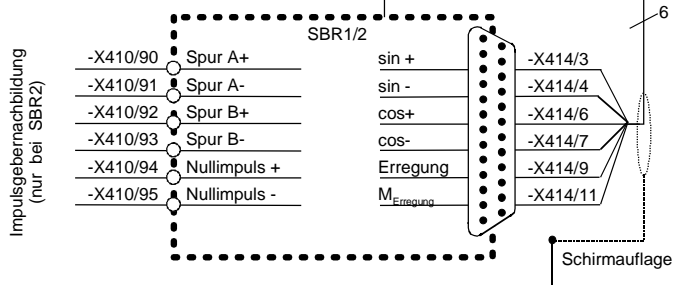 SBR1/2
6
Impulsgebernachbildung
(nur bei SBR2)
-X410/90 Spur A+ sin + -X414/3
-X410/91 Spur A- sin - -X414/4
-X410/92 Spur B+ cos+ -X414/6
-X410/93 Spur B- cos- -X414/7
-X410/94 Nullimpuls + Erregung -X414/9
-X410/95 Nullimpuls - MErregung -X414/11
Schirmauflage